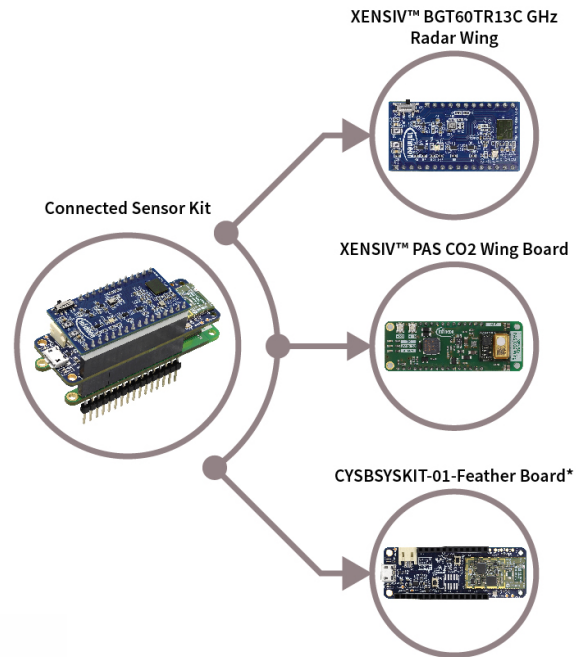 XENSIV™ BGT60TR13C GHz
Radar Wing
Connected Sensor Kit
XENSIV™ PAS CO2 Wing Board
CYSBSYSKIT-01-Feather Board*